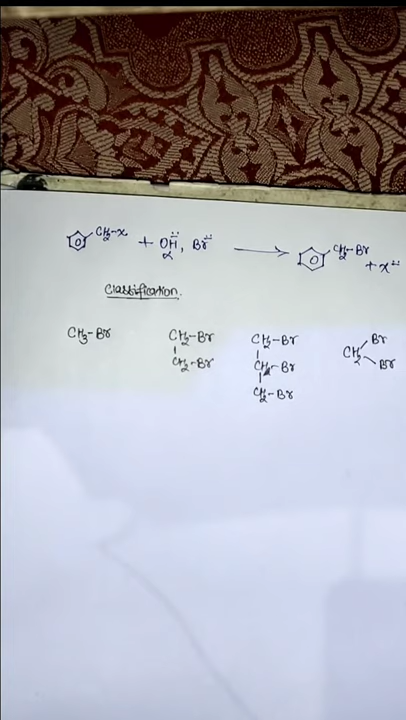 CH₂-X + OH, Br → CH₂-Br + X
Classification.
CH₃-Br CH₂-Br CH₂-Br Br
CH₂-Br CH-Br CH₂ Br
CH₂-Br